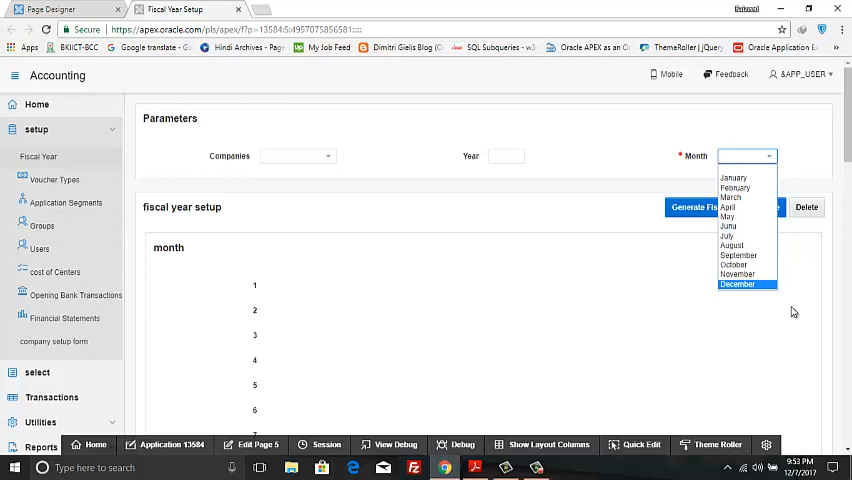 Page Designer
Fiscal Year Setup
Secure
https://apex.oracle.com/pls/apex/f?p=13584:5:4957075856581:::::
Apps
BKIICT-BCC
Google translate - G
Hindi Archives - Page
My Job Feed
Dimitri Gielis Blog (O
SQL Subqueries - w3
Oracle APEX as an O
ThemeRoller | jQuery
Oracle Application E
Accounting
Mobile
Feedback
&APP_USER
Home
setup
Fiscal Year
Voucher Types
Application Segments
Groups
Users
cost of Centers
Opening Bank Transactions
Financial Statements
company setup form
select
Transactions
Utilities
Reports
Parameters
Companies
Year
* Month
January
February
March
April
May
Junu
July
August
September
October
November
December
fiscal year setup
Generate Fis
e
Delete
month
1
2
3
4
5
6
7
Home
Application 13584
Edit Page 5
Session
View Debug
Debug
Show Layout Columns
Quick Edit
Theme Roller
Type here to search
9:53 PM
12/7/2017